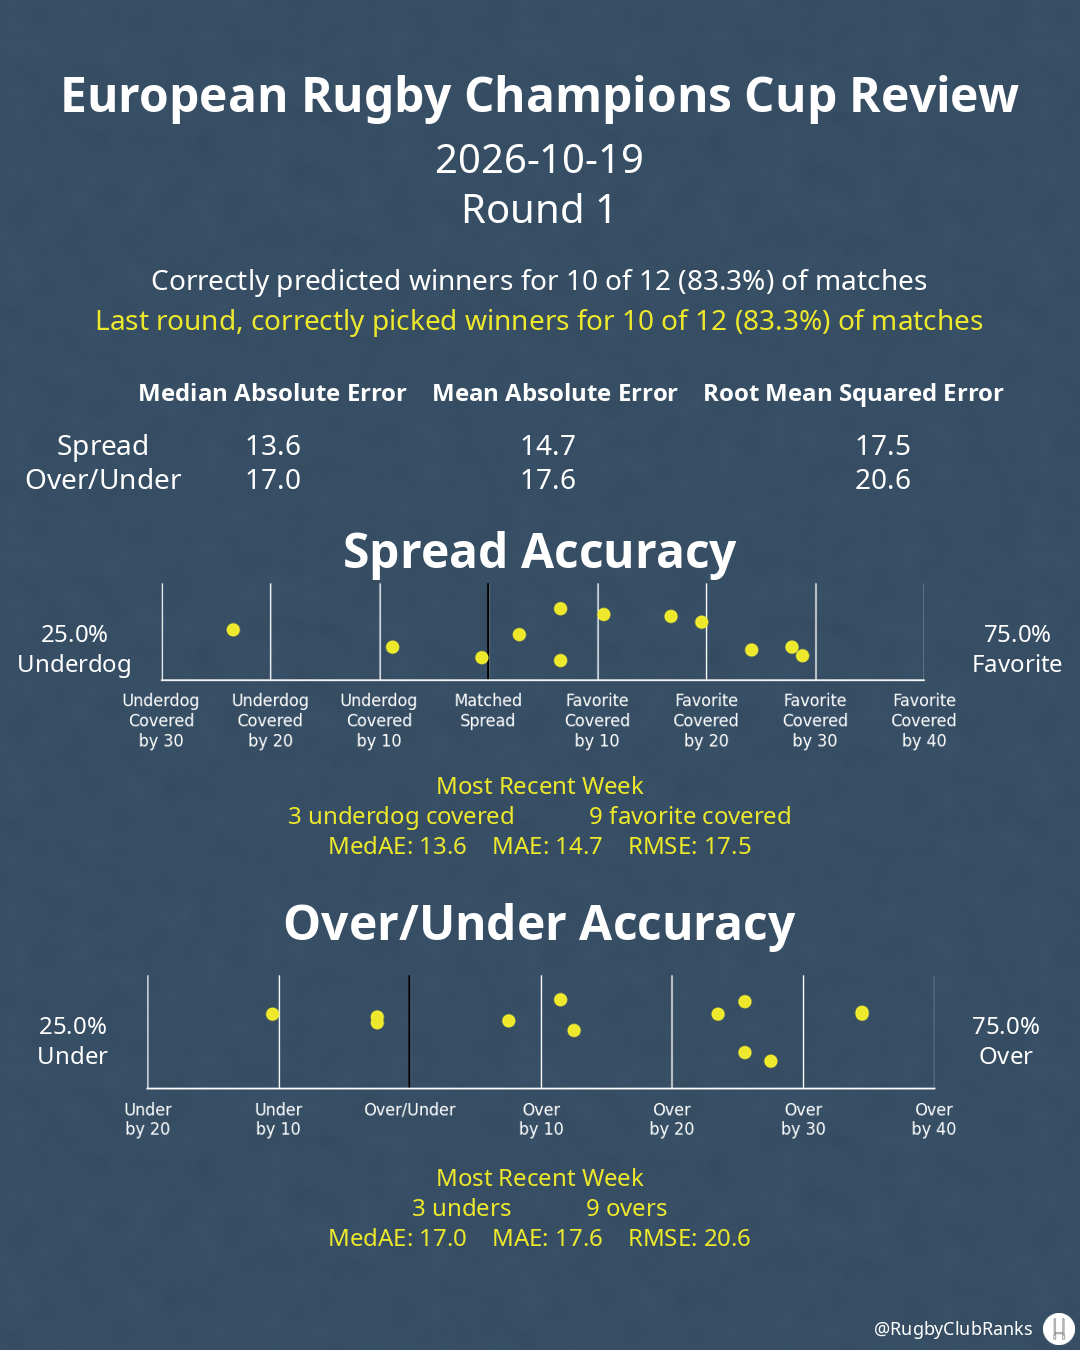 European Rugby Champions Cup Review
2026-10-19
Round 1
Correctly predicted winners for 10 of 12 (83.3%) of matches
Last round, correctly picked winners for 10 of 12 (83.3%) of matches
Median Absolute Error Mean Absolute Error Root Mean Squared Error
Spread 13.6 14.7 17.5
Over/Under 17.0 17.6 20.6
Spread Accuracy
25.0% 75.0%
Underdog Favorite
Underdog Underdog Underdog Matched Favorite Favorite Favorite Favorite
Covered Covered Covered Spread Covered Covered Covered Covered
by 30 by 20 by 10 by 10 by 20 by 30 by 40
Most Recent Week
3 underdog covered 9 favorite covered
MedAE: 13.6 MAE: 14.7 RMSE: 17.5
Over/Under Accuracy
25.0% 75.0%
Under Over
Under Under Over/Under Over Over Over Over
by 20 by 10 by 10 by 20 by 30 by 40
Most Recent Week
3 unders 9 overs
MedAE: 17.0 MAE: 17.6 RMSE: 20.6
@RugbyClubRanks